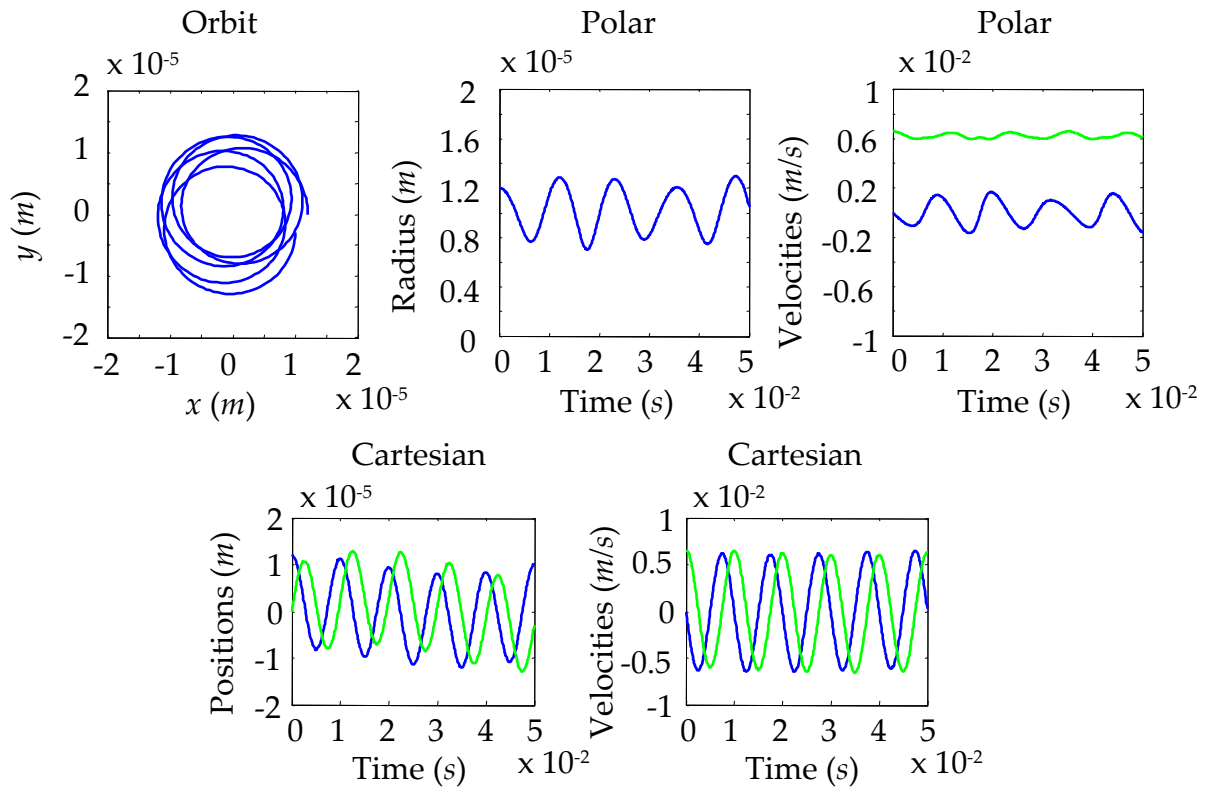 Orbit
x 10-5
2
1
0
-1
-2
y (m)
-2 -1 0 1 2
x (m)
x 10-5
Polar
x 10-5
2
1.6
1.2
0.8
0.4
0
Radius (m)
0 1 2 3 4 5
Time (s)
x 10-2
Polar
x 10-2
1
0.6
0.2
-0.2
-0.6
-1
Velocities (m/s)
0 1 2 3 4 5
Time (s)
x 10-2
Cartesian
x 10-5
2
1
0
-1
-2
Positions (m)
0 1 2 3 4 5
Time (s)
x 10-2
Cartesian
x 10-2
1
0.5
0
-0.5
-1
Velocities (m/s)
0 1 2 3 4 5
Time (s)
x 10-2